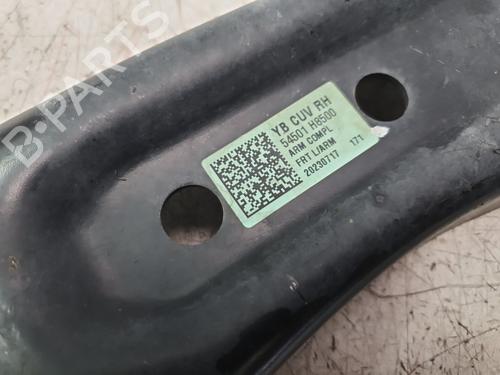 B-PARTS
YB CUV RH
54501 H8500
ARM COMPL
FRT L/ARM
20230717 171